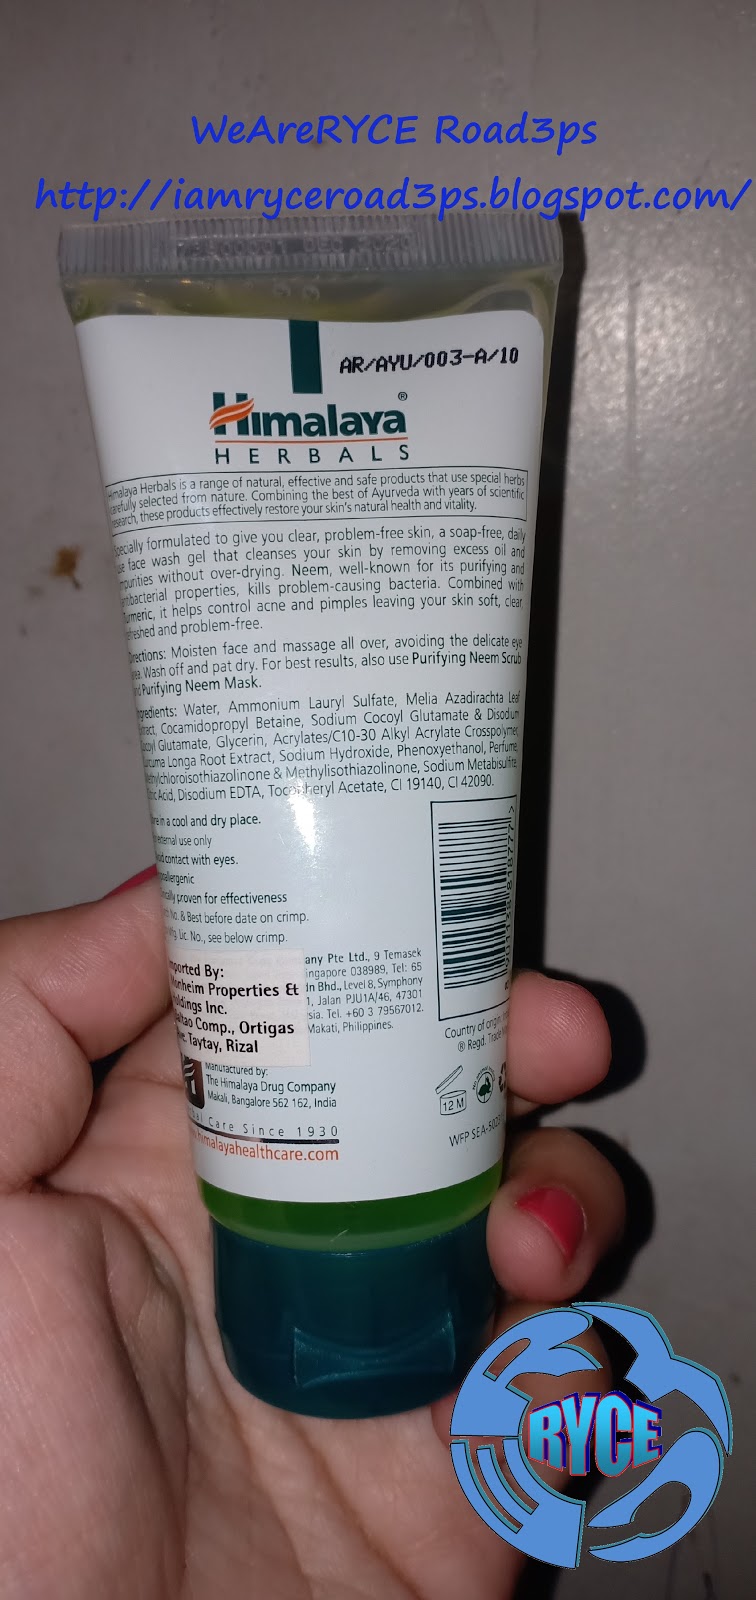 WeAreRYCE Road3ps
http://iamryceroad3ps.blogspot.com/
DEC 2020
AR/AYU/003-A/10
Himalaya®
HERBALS
Himalaya Herbals is a range of natural, effective and safe products that use special herbs
carefully selected from nature. Combining the best of Ayurveda with years of scientific
research, these products effectively restore your skin's natural health and vitality.
Specially formulated to give you clear, problem-free skin, a soap-free, daily
use face wash gel that cleanses your skin by removing excess oil and
impurities without over-drying. Neem, well-known for its purifying and
antibacterial properties, kills problem-causing bacteria. Combined with
Turmeric, it helps control acne and pimples leaving your skin soft, clear,
refreshed and problem-free.
Directions: Moisten face and massage all over, avoiding the delicate eye
area. Wash off and pat dry. For best results, also use Purifying Neem Scrub
and Purifying Neem Mask.
Ingredients: Water, Ammonium Lauryl Sulfate, Melia Azadirachta Leaf
Extract, Cocamidopropyl Betaine, Sodium Cocoyl Glutamate & Disodium
Cocoyl Glutamate, Glycerin, Acrylates/C10-30 Alkyl Acrylate Crosspolymer,
Curcuma Longa Root Extract, Sodium Hydroxide, Phenoxyethanol, Perfume,
Methylchloroisothiazolinone & Methylisothiazolinone, Sodium Metabisulfite,
Citric Acid, Disodium EDTA, Tocopheryl Acetate, CI 19140, CI 42090.
in a cool and dry place.
external use only
contact with eyes.
allergenic
proven for effectiveness
No. & Best before date on crimp.
Mfg. Lic. No., see below crimp.
any Pte Ltd., 9 Temasek
ingapore 038989, Tel: 65
dn Bhd., Level 8, Symphony
1, Jalan PJU1A/46, 47301
sia. Tel. +60 3 79567012.
Makati, Philippines.
Imported By:
Monheim Properties &
Holdings Inc.
Comp., Ortigas
Taytay, Rizal
Manufactured by:
The Himalaya Drug Company
Makali, Bangalore 562 162, India
Care Since 1930
.himalayahealthcare.com
Country of origin:
® Regd. Trade
12 M
WFP SEA-
RYCE